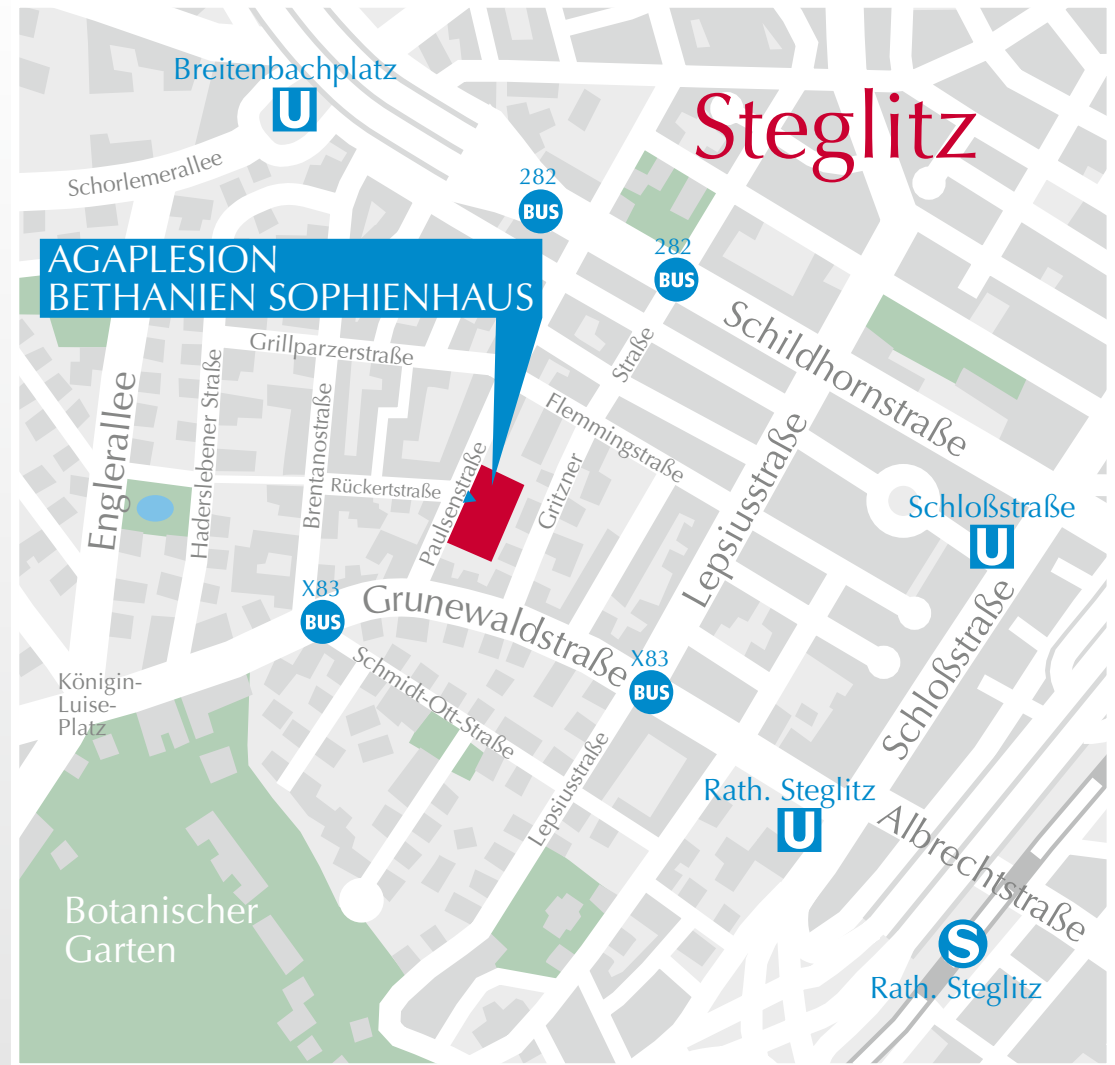 Breitenbachplatz
U
Steglitz
Schorlemerallee
282
BUS
282
BUS
AGAPLESION
BETHANIEN SOPHIENHAUS
Schildhornstraße
Grillparzerstraße
Straße
Flemmingstraße
Englerallee
Haderslebener Straße
Brentanostraße
Rückertstraße
Paulsenstraße
Gritzner
Lepsiusstraße
Schloßstraße
U
X83
BUS
Grunewaldstraße
Schloßstraße
X83
BUS
Schmidt-Ott-Straße
Königin-
Luise-
Platz
Lepsiusstraße
Rath. Steglitz
U
Albrechtstraße
Botanischer
Garten
S
Rath. Steglitz